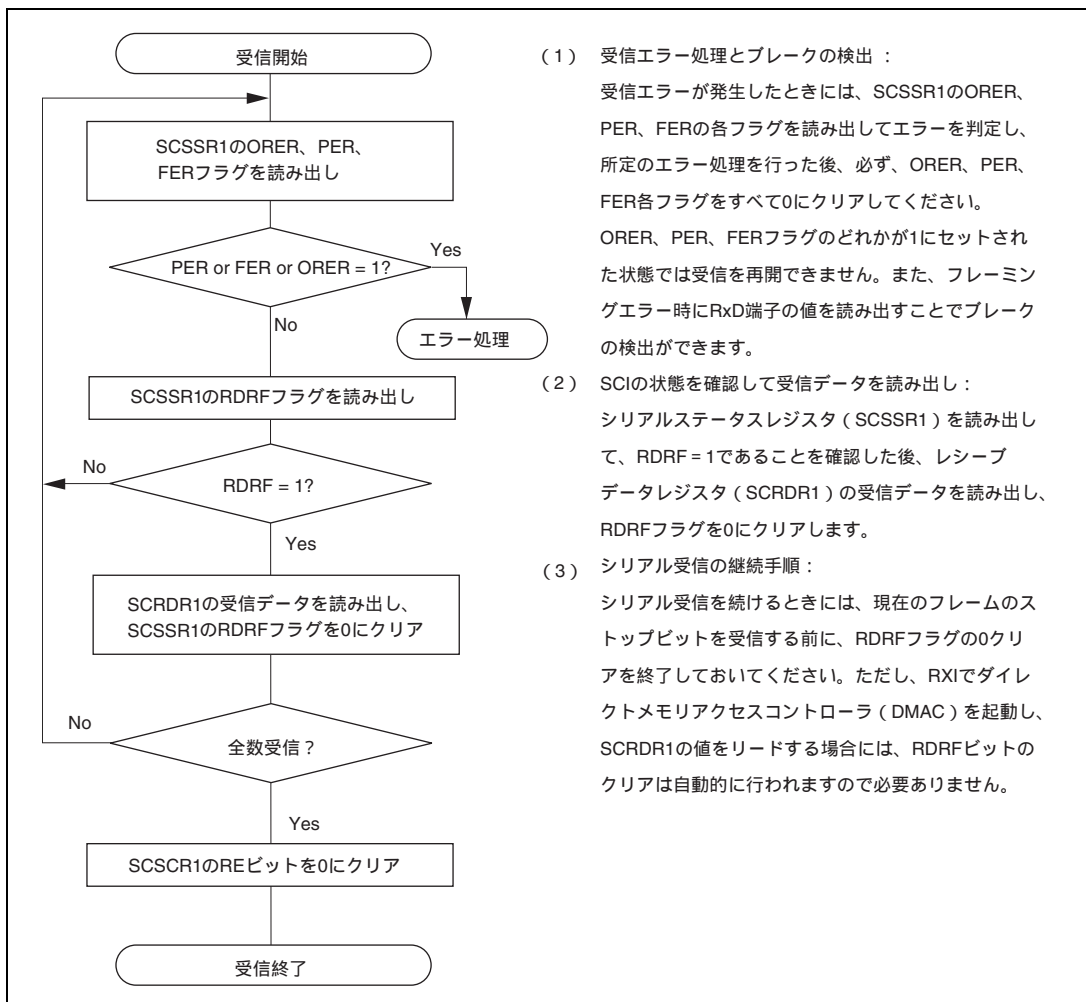 受信開始
SCSSR1のORER、PER、
FERフラグを読み出し
PER or FER or ORER = 1?
Yes
エラー処理
No
SCSSR1のRDRFフラグを読み出し
No
RDRF = 1?
Yes
SCRDR1の受信データを読み出し、
SCSSR1のRDRFフラグを0にクリア
No
全数受信？
Yes
SCSCR1のREビットを0にクリア
受信終了
（1） 受信エラー処理とブレークの検出 ：
受信エラーが発生したときには、SCSSR1のORER、
PER、FERの各フラグを読み出してエラーを判定し、
所定のエラー処理を行った後、必ず、ORER、PER、
FER各フラグをすべて0にクリアしてください。
ORER、PER、FERフラグのどれかが1にセットされ
た状態では受信を再開できません。また、フレーミン
グエラー時にRxD端子の値を読み出すことでブレーク
の検出ができます。
（2） SCIの状態を確認して受信データを読み出し：
シリアルステータスレジスタ（SCSSR1）を読み出し
て、RDRF = 1であることを確認した後、レシーブ
データレジスタ（SCRDR1）の受信データを読み出し、
RDRFフラグを0にクリアします。
（3） シリアル受信の継続手順：
シリアル受信を続けるときには、現在のフレームのス
トップビットを受信する前に、RDRFフラグの0クリ
アを終了しておいてください。ただし、RXIでダイレ
クトメモリアクセスコントローラ（DMAC）を起動し、
SCRDR1の値をリードする場合には、RDRFビットの
クリアは自動的に行われますので必要ありません。